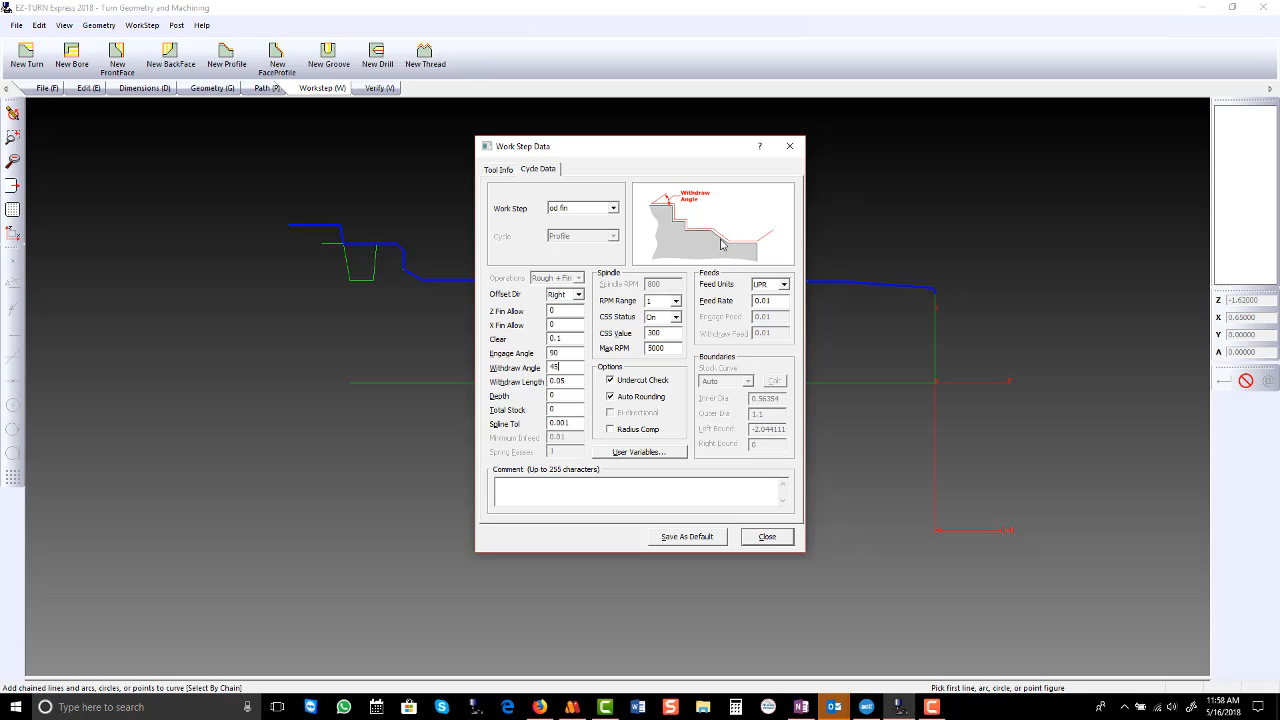 EZ-TURN Express 2018 - Turn Geometry and Machining
File Edit View Geometry WorkStep Post Help
New Turn
New Bore
New FrontFace
New BackFace
New Profile
New FaceProfile
New Groove
New Drill
New Thread
File (F)
Edit (E)
Dimensions (D)
Geometry (G)
Path (P)
Workstep (W)
Verify (V)
Work Step Data
Tool Info
Cycle Data
Work Step od fin
Cycle Profile
Withdraw
Angle
Operations Rough + Fin
Offset Dir Right
Z Fin Allow 0
X Fin Allow 0
Clear 0.1
Engage Angle 90
Withdraw Angle 45
Withdraw Length 0.05
Depth 0
Total Stock 0
Spline Tol 0.001
Minimum Infeed 0.01
Spring Passes 1
Spindle
Spindle RPM 800
RPM Range 1
CSS Status On
CSS Value 300
Max RPM 5000
Options
Undercut Check
Auto Rounding
Bi-directional
Radius Comp
User Variables...
Feeds
Feed Units UPR
Feed Rate 0.01
Engage Feed 0.01
Withdraw Feed 0.01
Boundaries
Stock Curve
Auto Edit
Inner Dia 0.56354
Outer Dia 1.1
Left Bound -2.044111
Right Bound 0
Comment (Up to 255 characters)
Save As Default
Close
Z -1.62000
X 0.65000
Y 0.00000
A 0.00000
Add chained lines and arcs, circles, or points to curve [Select By Chain]
Pick first line, arc, circle, or point figure
Type here to search
11:58 AM
5/16/2018